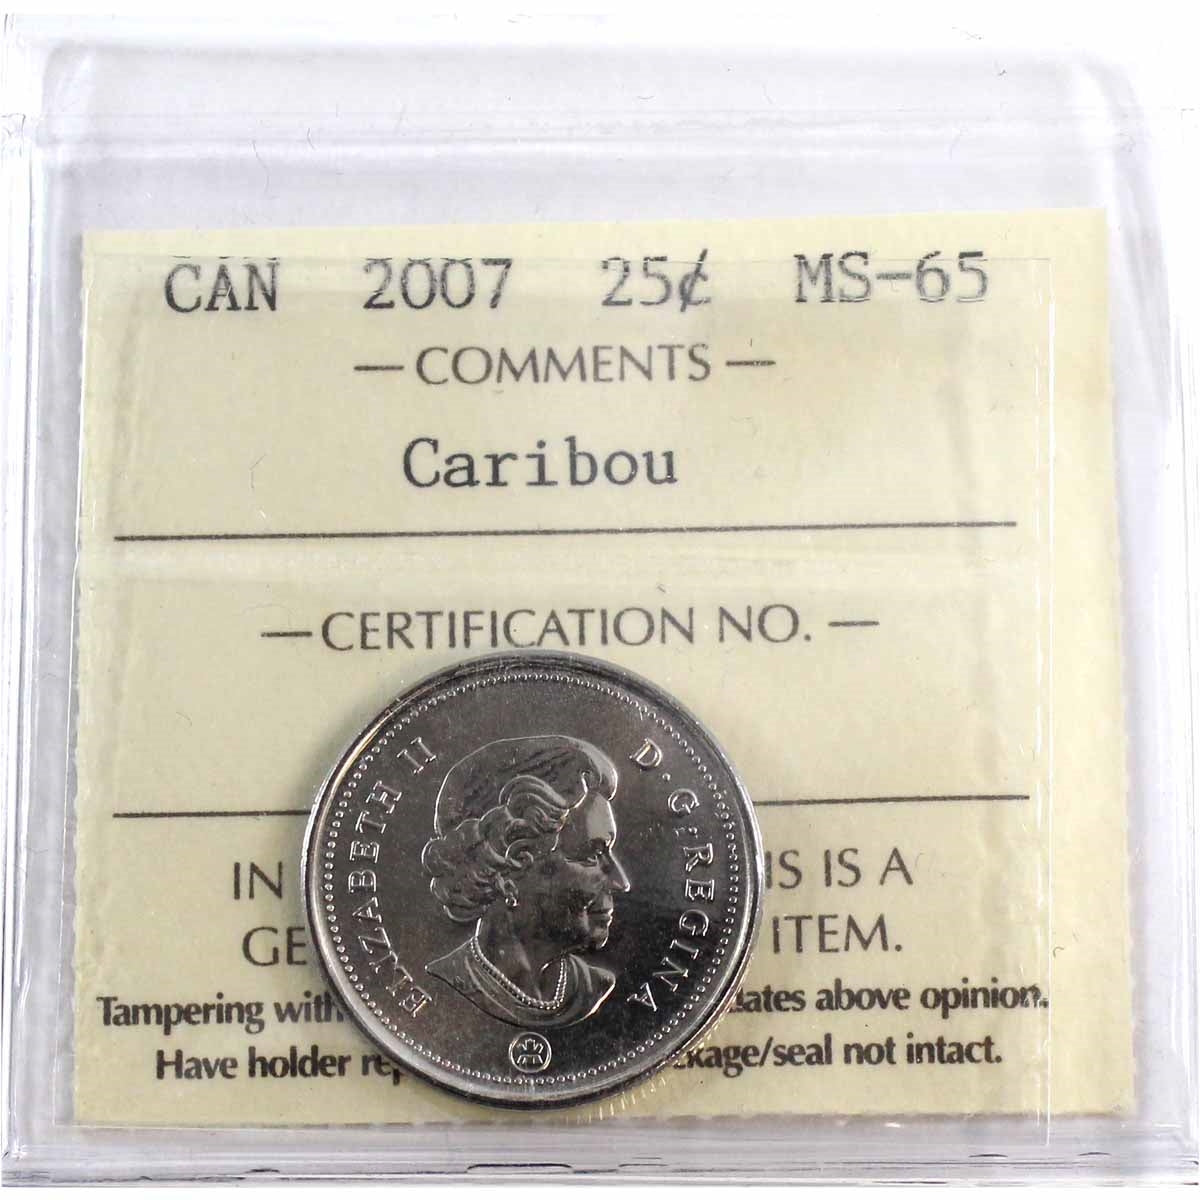 CAN 2007 25¢ MS-65
— COMMENTS —
Caribou
— CERTIFICATION NO. —
ELIZABETH II D·G·REGINA
IN IS IS A
GE ITEM.
Tampering with ates above opinion.
Have holder re kage/seal not intact.